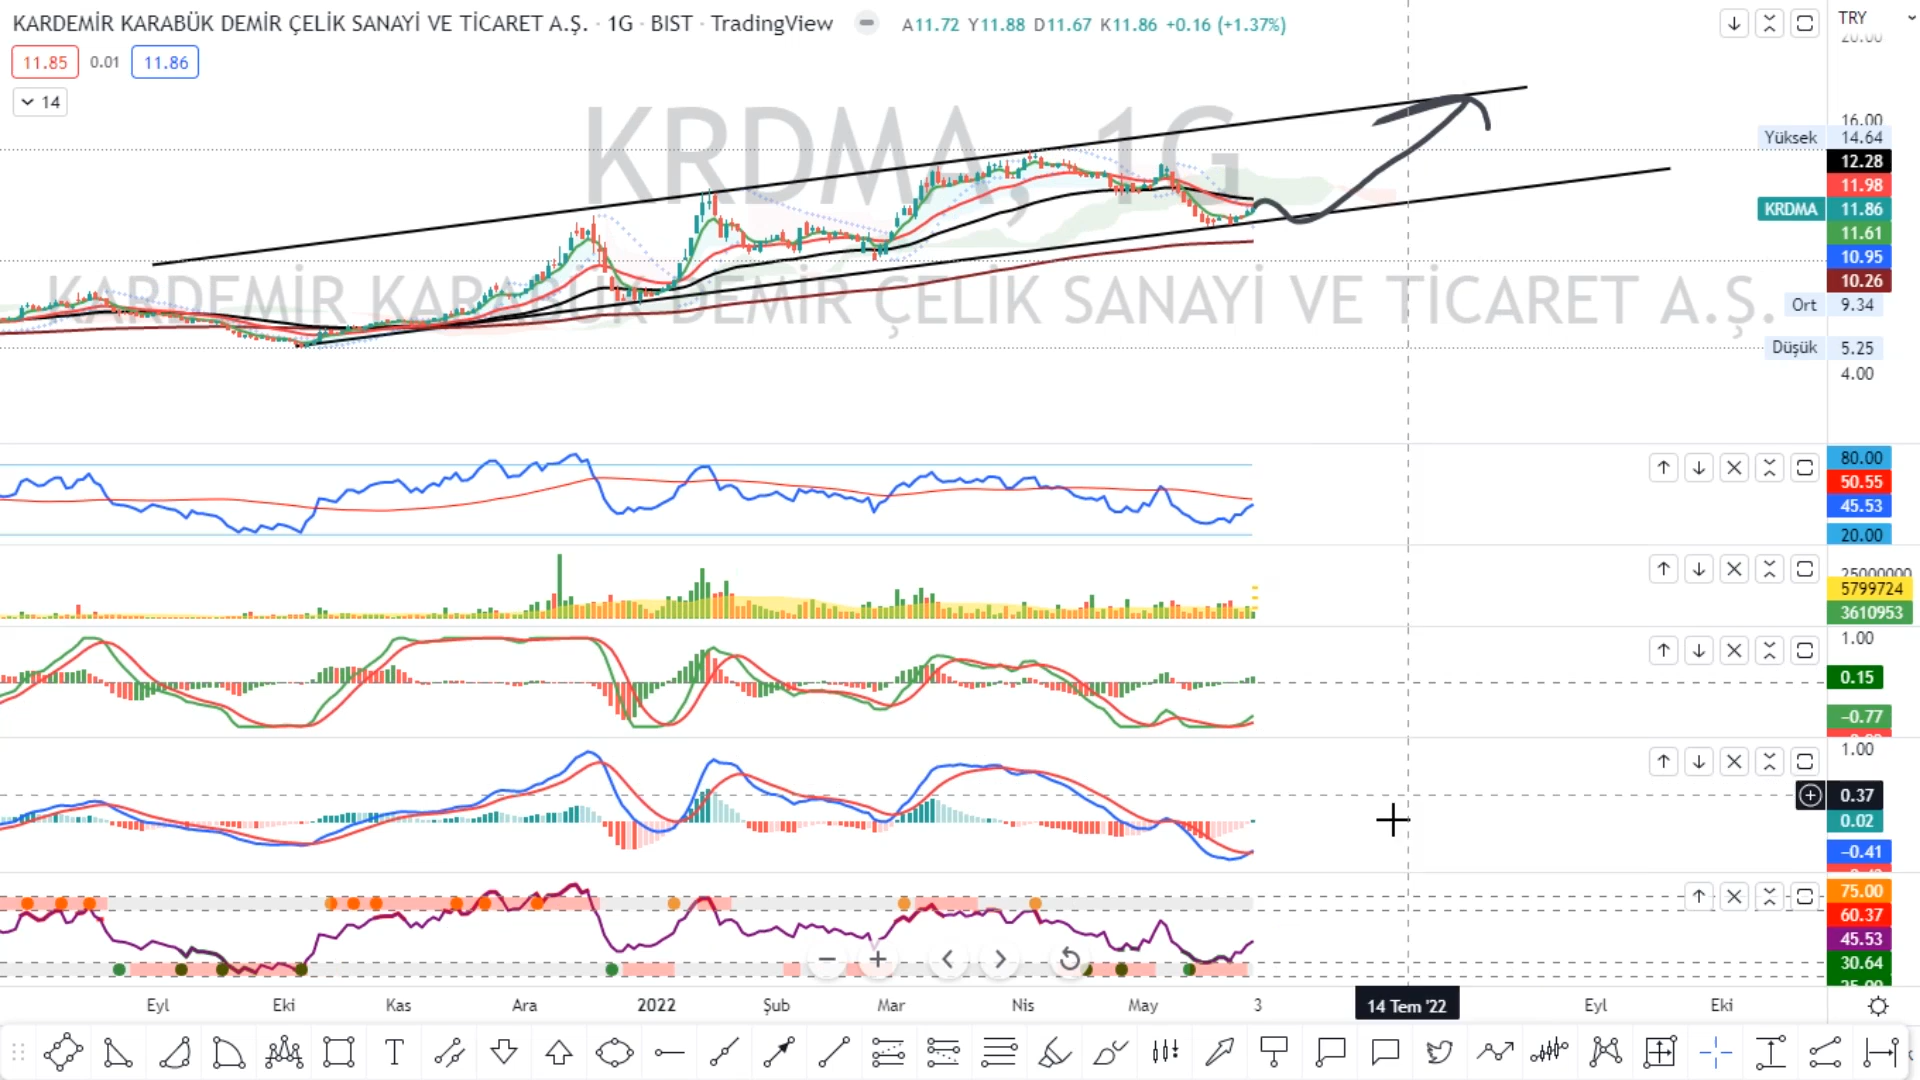 KARDEMİR KARABÜK DEMİR ÇELİK SANAYİ VE TİCARET A.Ş. · 1G · BIST · TradingView A11.72 Y11.88 D11.67 K11.86 +0.16 (+1.37%)
TRY
20.00
11.85 0.01 11.86
14
KRDMA, 1G
KARDEMİR KARABÜK DEMİR ÇELİK SANAYİ VE TİCARET A.Ş.
16.00
Yüksek 14.64
12.28
11.98
KRDMA 11.86
11.61
10.95
10.26
Ort 9.34
Düşük 5.25
4.00
80.00
50.55
45.53
20.00
25000000
5799724
3610953
1.00
0.15
−0.77
1.00
0.37
0.02
−0.41
75.00
60.37
45.53
30.64
Eyl Eki Kas Ara 2022 Şub Mar Nis May 3 14 Tem '22 Eyl Eki